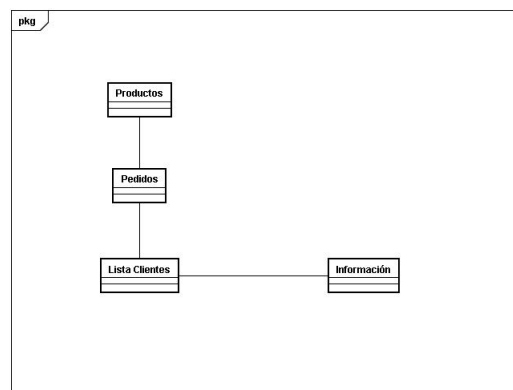 pkg
Productos
Pedidos
Lista Clientes
Información